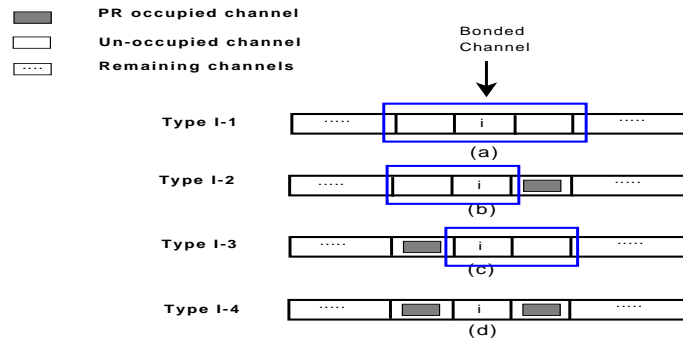 PR occupied channel
Un-occupied channel
.... Remaining channels
Bonded
Channel
Type I-1 ..... i .....
(a)
Type I-2 ..... i .....
(b)
Type I-3 ..... i .....
(c)
Type I-4 ..... i .....
(d)